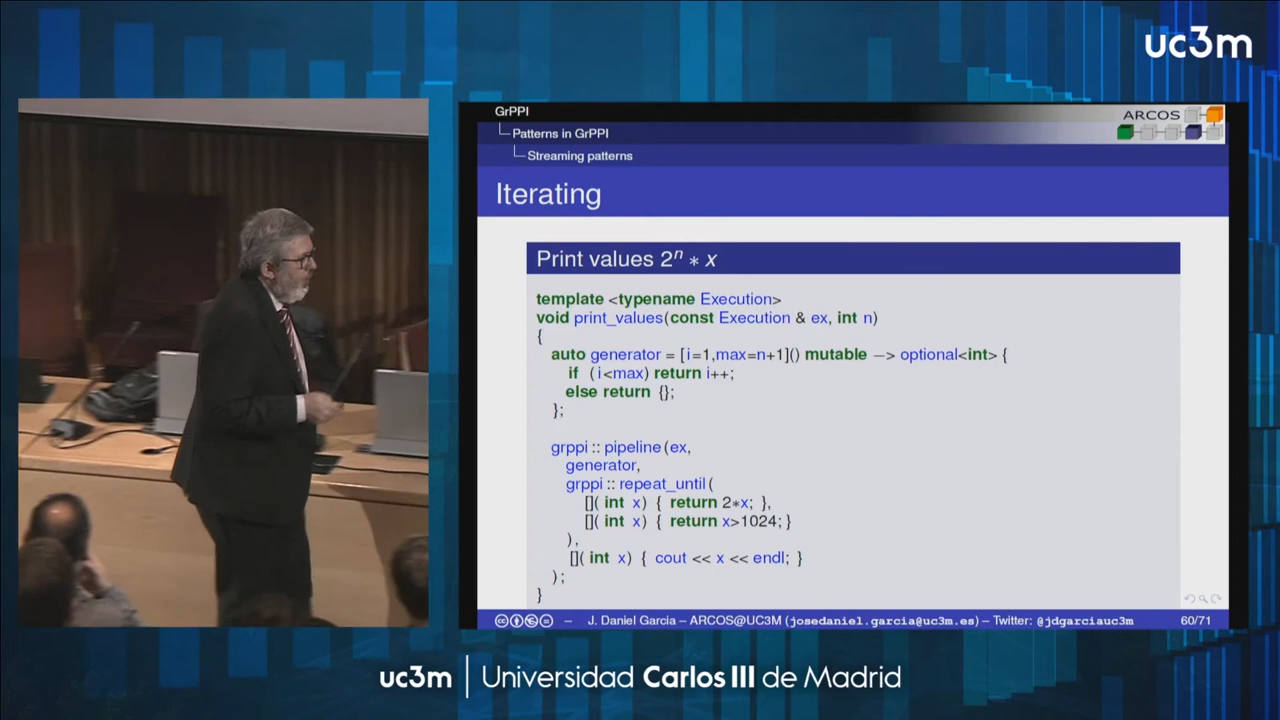 uc3m
GrPPI
Patterns in GrPPI
Streaming patterns
ARCOS
Iterating
Print values 2ⁿ ∗ x
template <typename Execution>
void print_values(const Execution & ex, int n)
{
auto generator = [i=1,max=n+1]() mutable −> optional<int> {
if (i<max) return i++;
else return {};
};
grppi :: pipeline (ex,
generator,
grppi :: repeat_until (
[]( int x) { return 2∗x; },
[]( int x) { return x>1024; }
),
[]( int x) { cout << x << endl; }
);
}
J. Daniel Garcia – ARCOS@UC3M (josedaniel.garcia@uc3m.es) – Twitter: @jdgarciauc3m 60/71
uc3m | Universidad Carlos III de Madrid